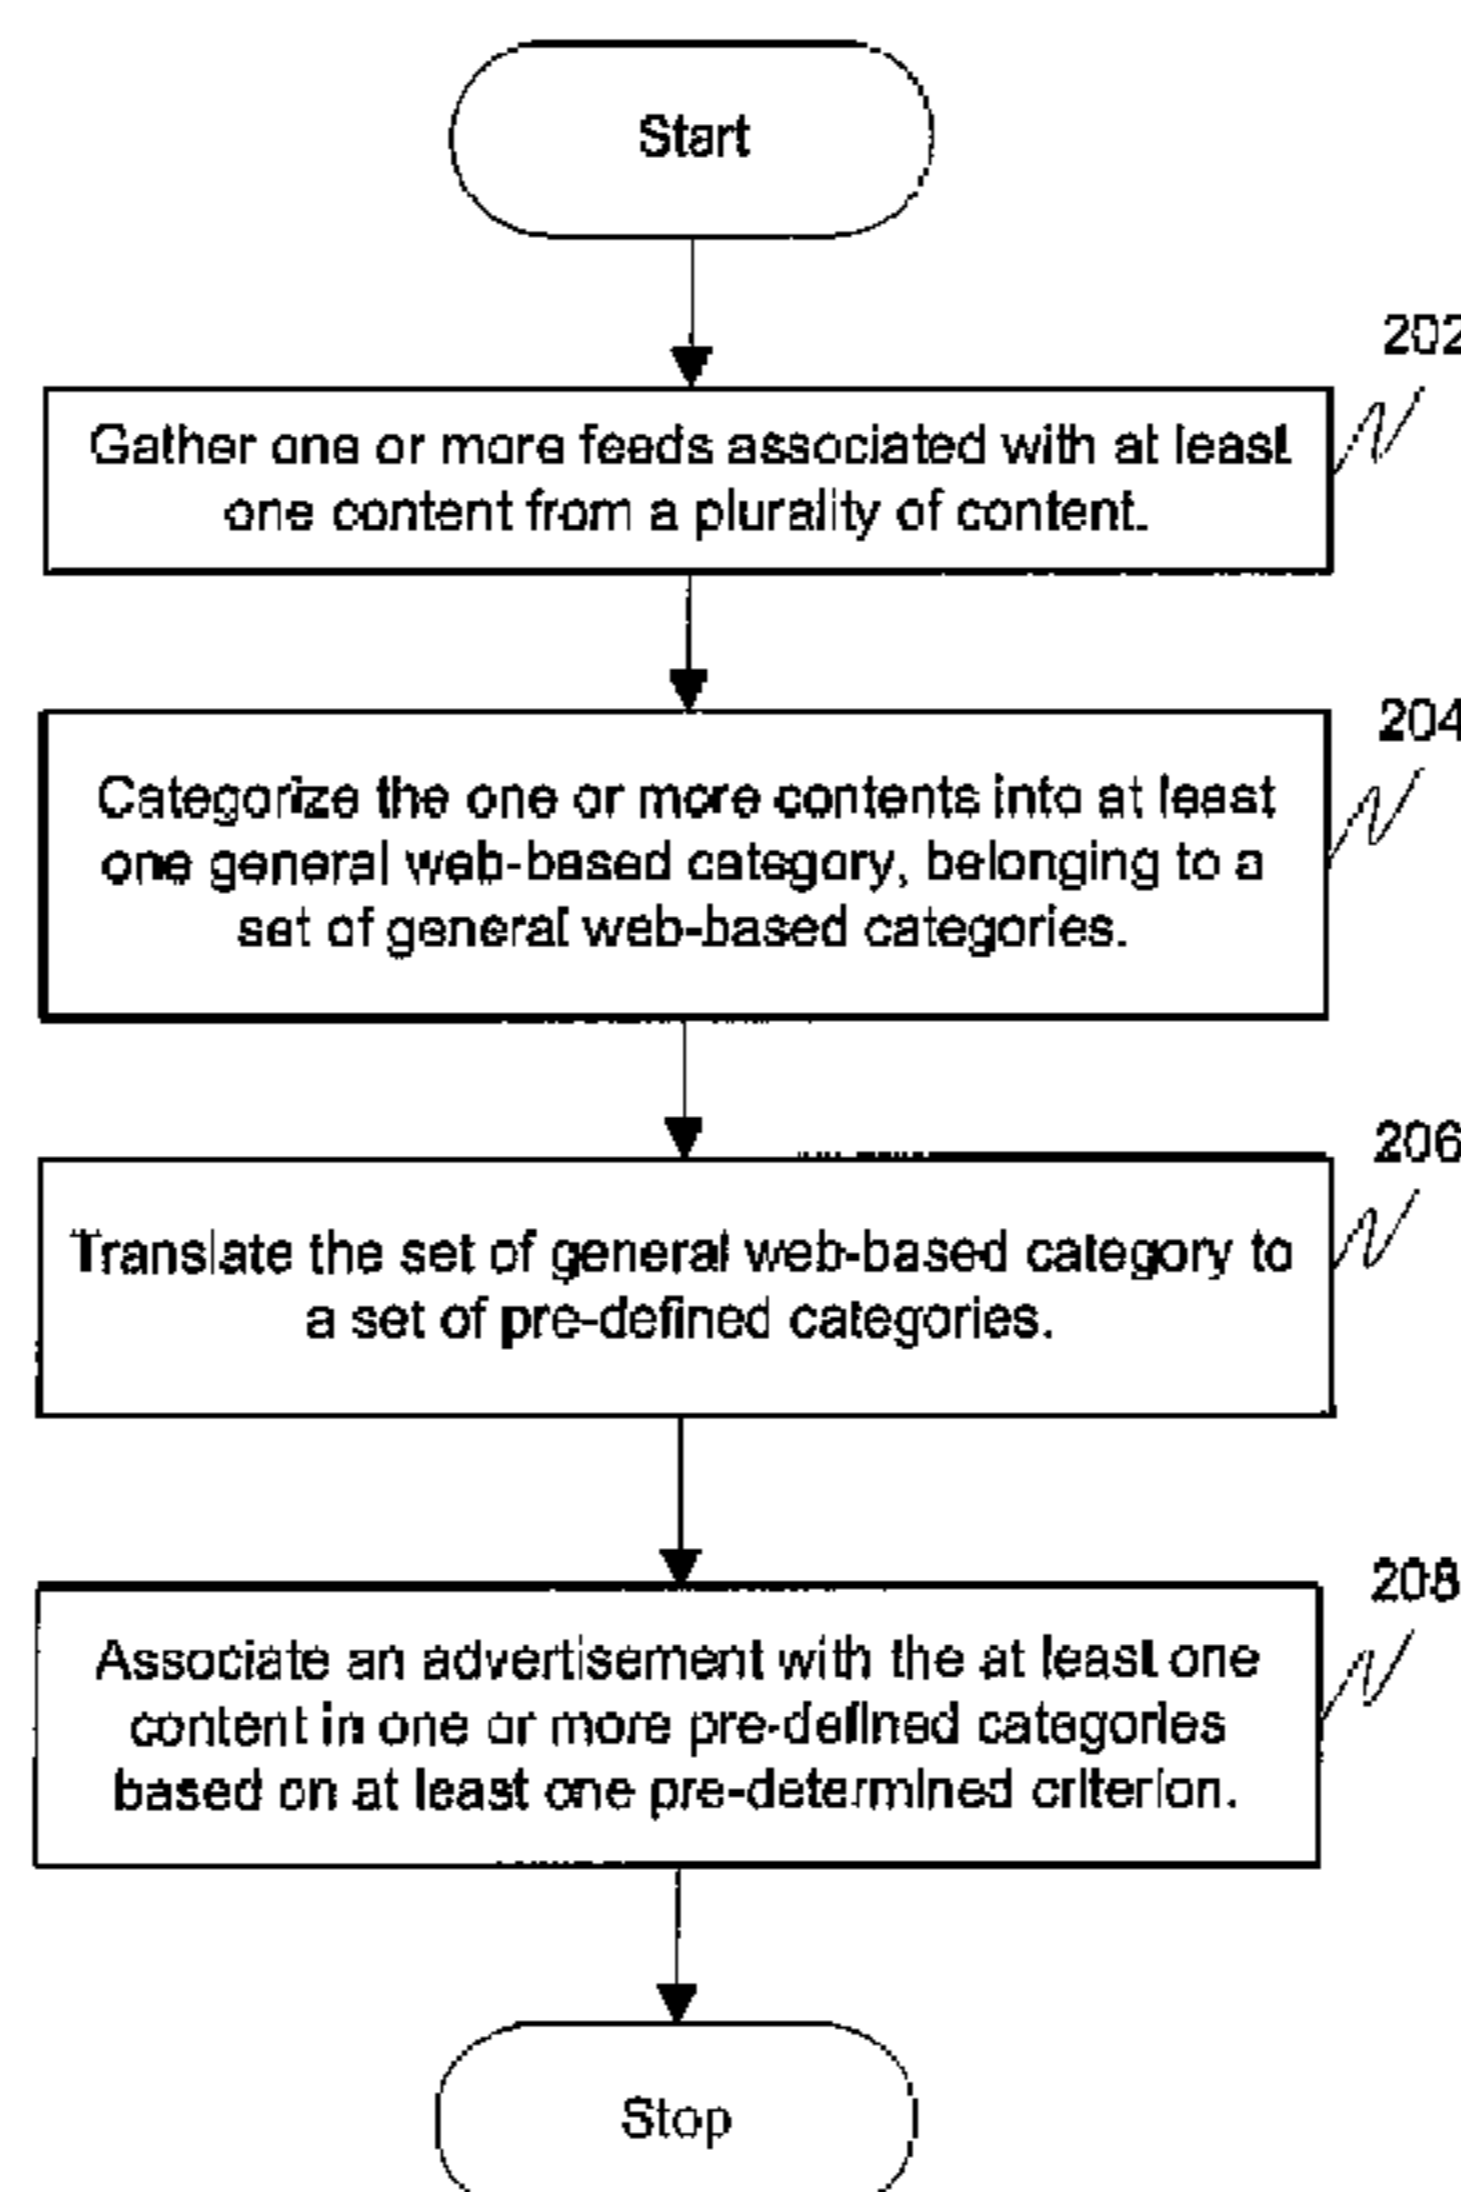 Start
202
Gather one or more feeds associated with at least
one content from a plurality of content.
204
Categorize the one or more contents into at least
one general web-based category, belonging to a
set of general web-based categories.
206
Translate the set of general web-based category to
a set of pre-defined categories.
208
Associate an advertisement with the at least one
content in one or more pre-defined categories
based on at least one pre-determined criterion.
Stop